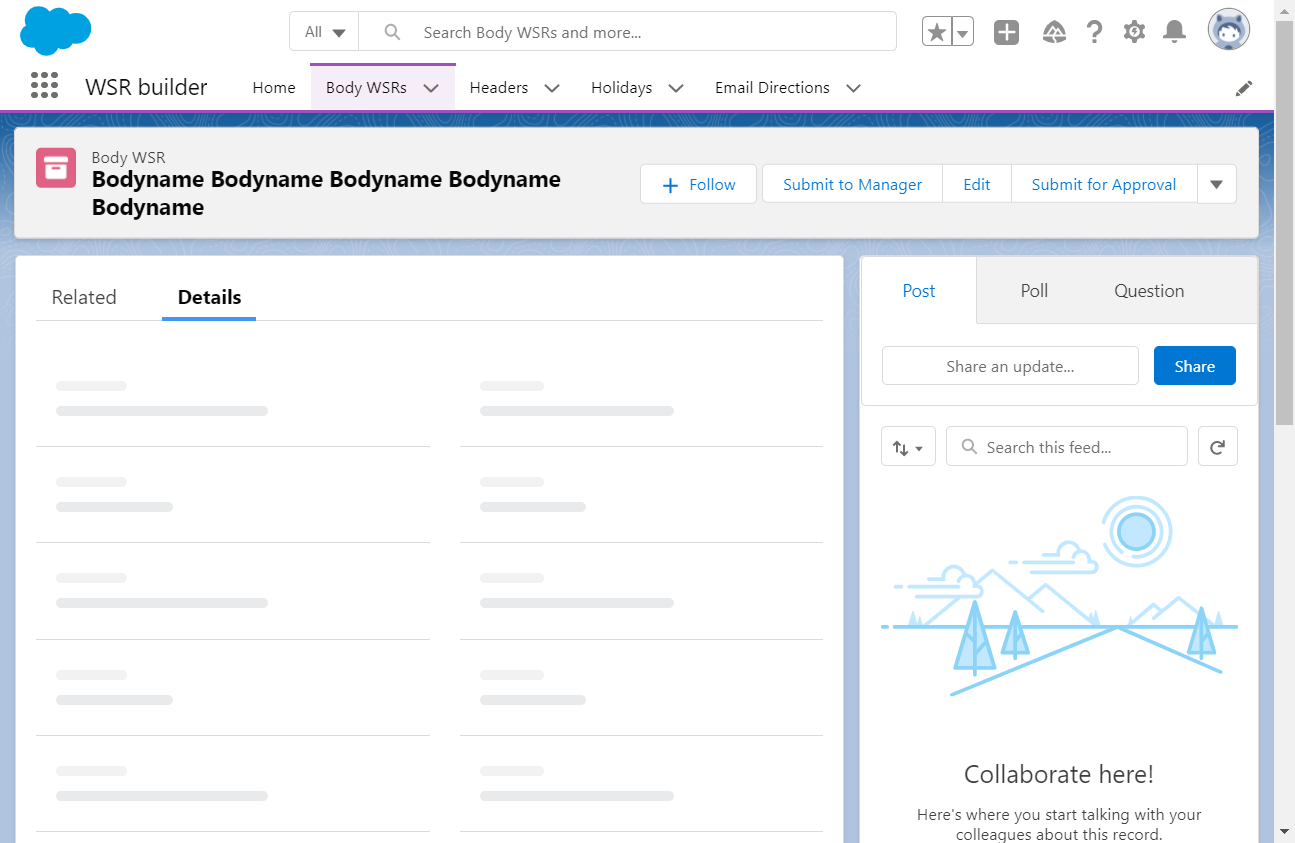 All
Search Body WSRs and more...
WSR builder
Home
Body WSRs
Headers
Holidays
Email Directions
Body WSR
Bodyname Bodyname Bodyname Bodyname
Bodyname
Follow
Submit to Manager
Edit
Submit for Approval
Related
Details
Post
Poll
Question
Share an update...
Share
Search this feed...
Collaborate here!
Here's where you start talking with your
colleagues about this record.